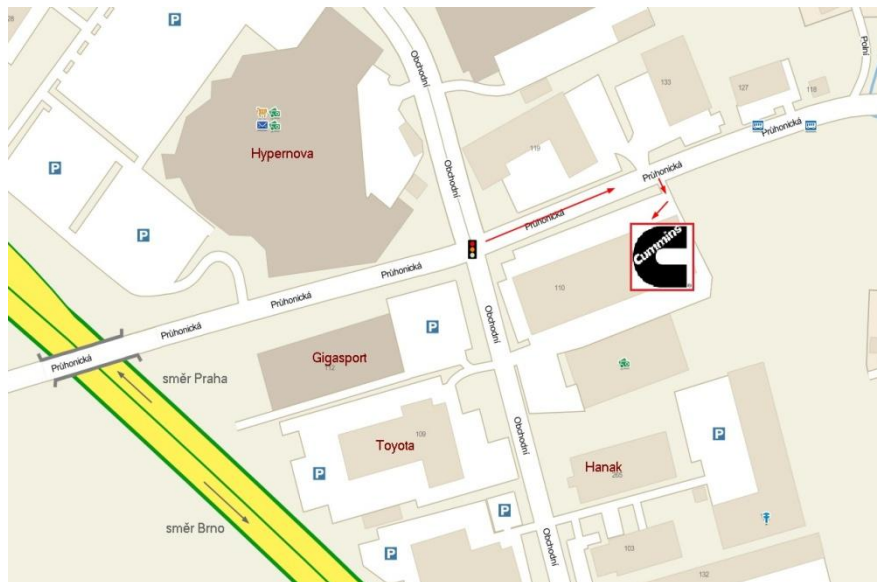 P
Obchodní
133
127
118
Polní
Průhonická
Hypernova
119
P
Obchodní
Průhonická
Průhonická
P
Průhonická
Cummins
110
Průhonická
Průhonická
Obchodní
P
Gigasport
112
Průhonická
směr Praha
Toyota
109
Obchodní
P
P
Hanak
P
směr Brno
P
103
P
132